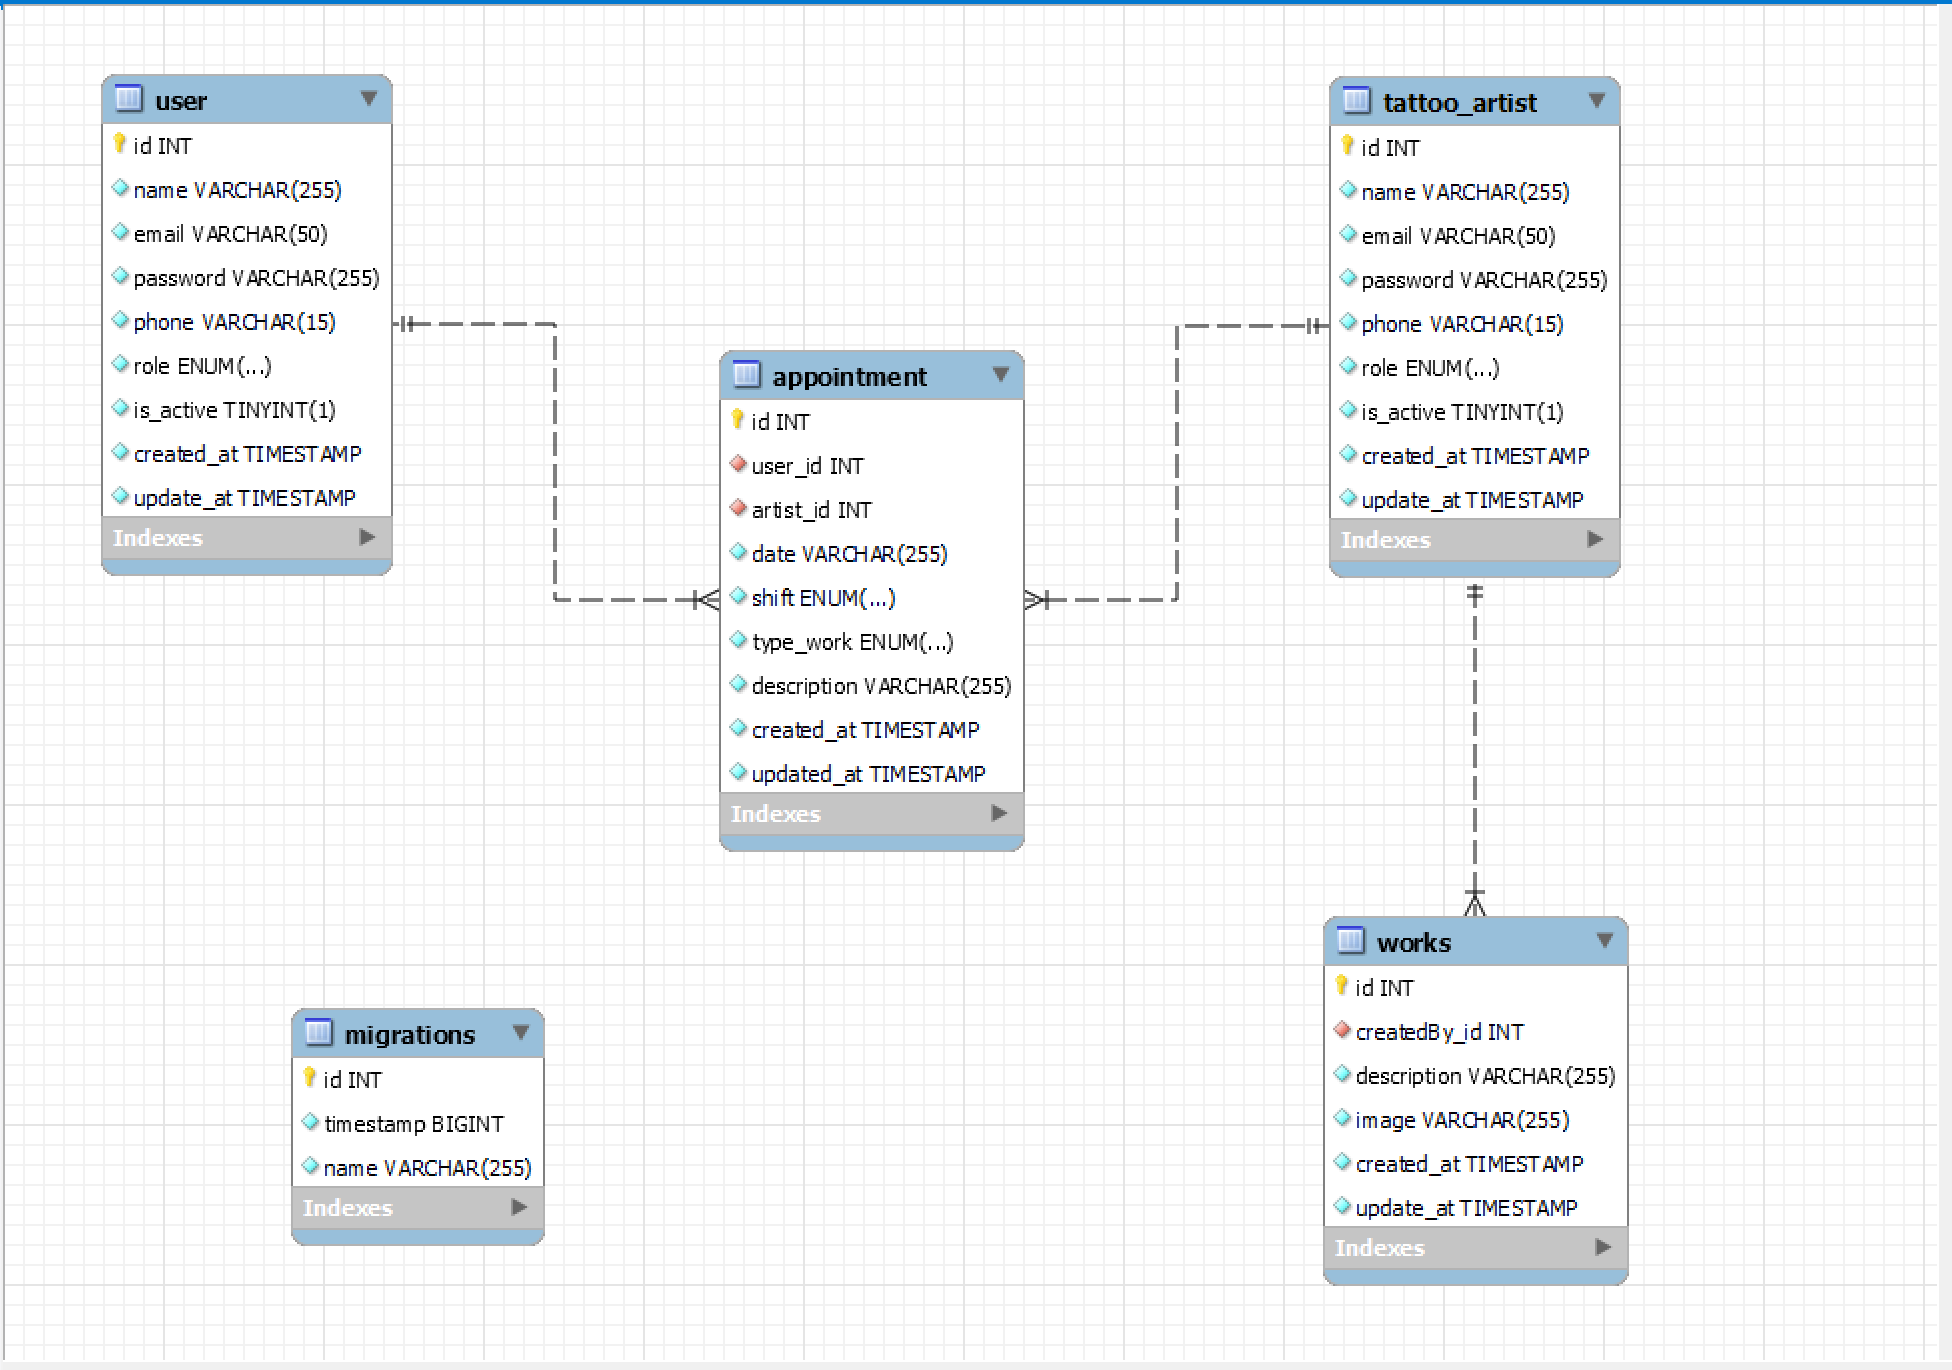 user
id INT
name VARCHAR(255)
email VARCHAR(50)
password VARCHAR(255)
phone VARCHAR(15)
role ENUM(...)
is_active TINYINT(1)
created_at TIMESTAMP
update_at TIMESTAMP
Indexes
appointment
id INT
user_id INT
artist_id INT
date VARCHAR(255)
shift ENUM(...)
type_work ENUM(...)
description VARCHAR(255)
created_at TIMESTAMP
updated_at TIMESTAMP
Indexes
tattoo_artist
id INT
name VARCHAR(255)
email VARCHAR(50)
password VARCHAR(255)
phone VARCHAR(15)
role ENUM(...)
is_active TINYINT(1)
created_at TIMESTAMP
update_at TIMESTAMP
Indexes
migrations
id INT
timestamp BIGINT
name VARCHAR(255)
Indexes
works
id INT
createdBy_id INT
description VARCHAR(255)
image VARCHAR(255)
created_at TIMESTAMP
update_at TIMESTAMP
Indexes